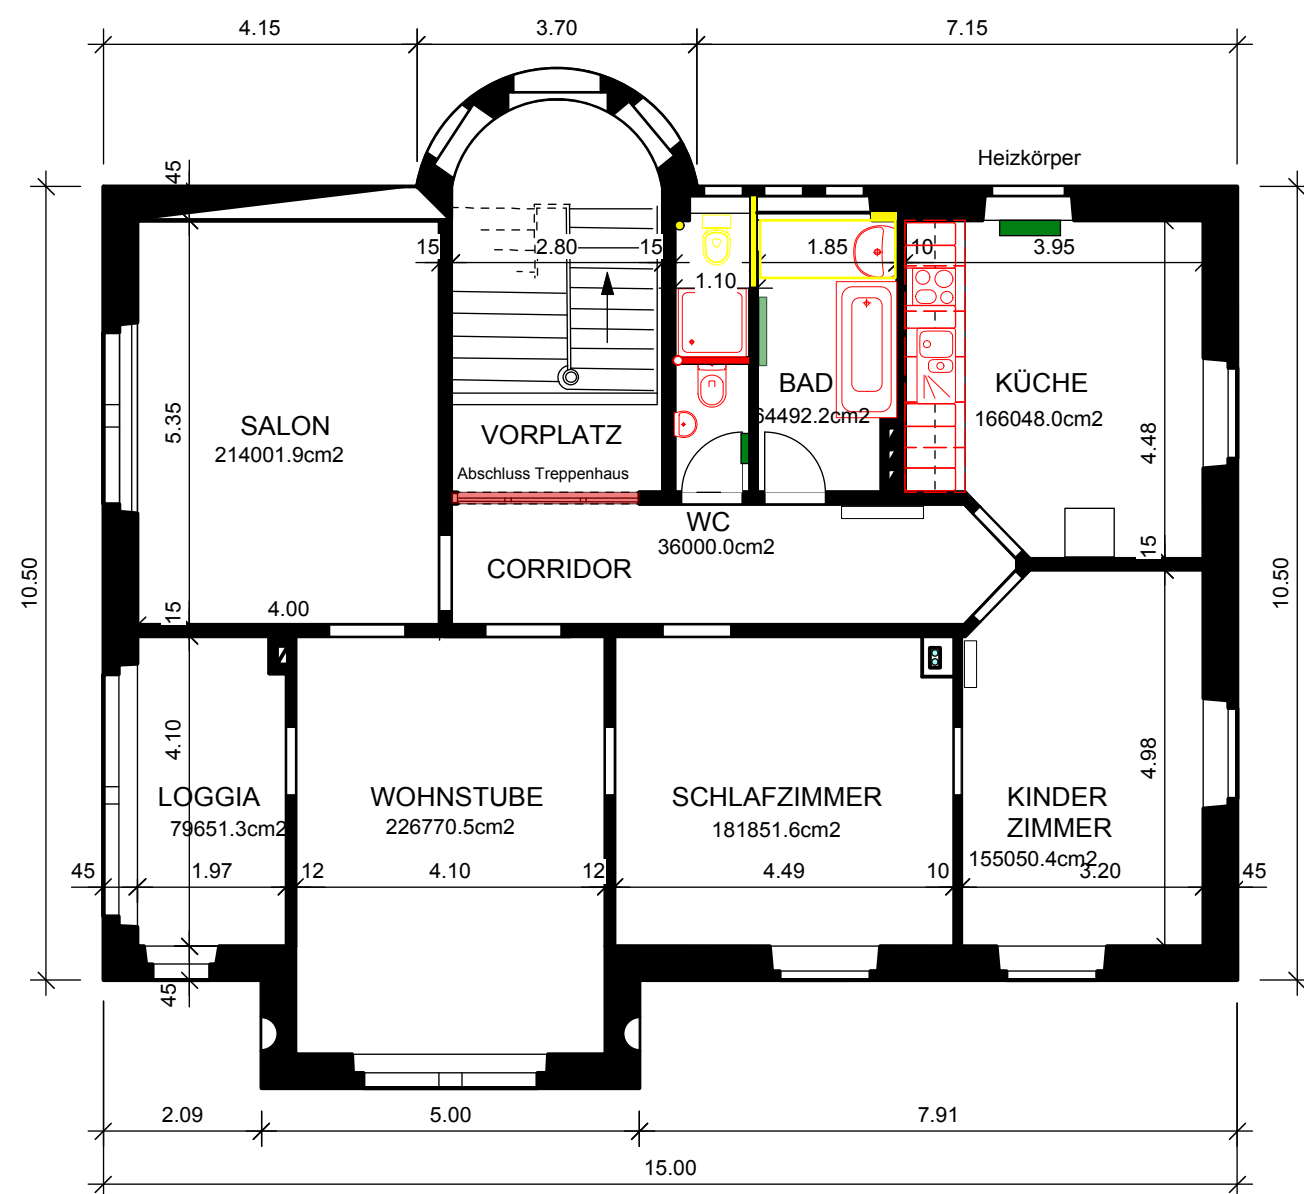 4.15
3.70
7.15
Heizkörper
45
15
2.80
15
1.10
1.85
10
3.95
SALON
214001.9cm2
5.35
VORPLATZ
Abschluss Treppenhaus
BAD
64492.2cm2
KÜCHE
166048.0cm2
4.48
WC
36000.0cm2
CORRIDOR
15
10.50
10.50
15
4.00
4.10
4.98
LOGGIA
79651.3cm2
WOHNSTUBE
226770.5cm2
SCHLAFZIMMER
181851.6cm2
KINDER
ZIMMER
155050.4cm2
45
1.97
12
4.10
12
4.49
10
3.20
45
45
2.09
5.00
7.91
15.00